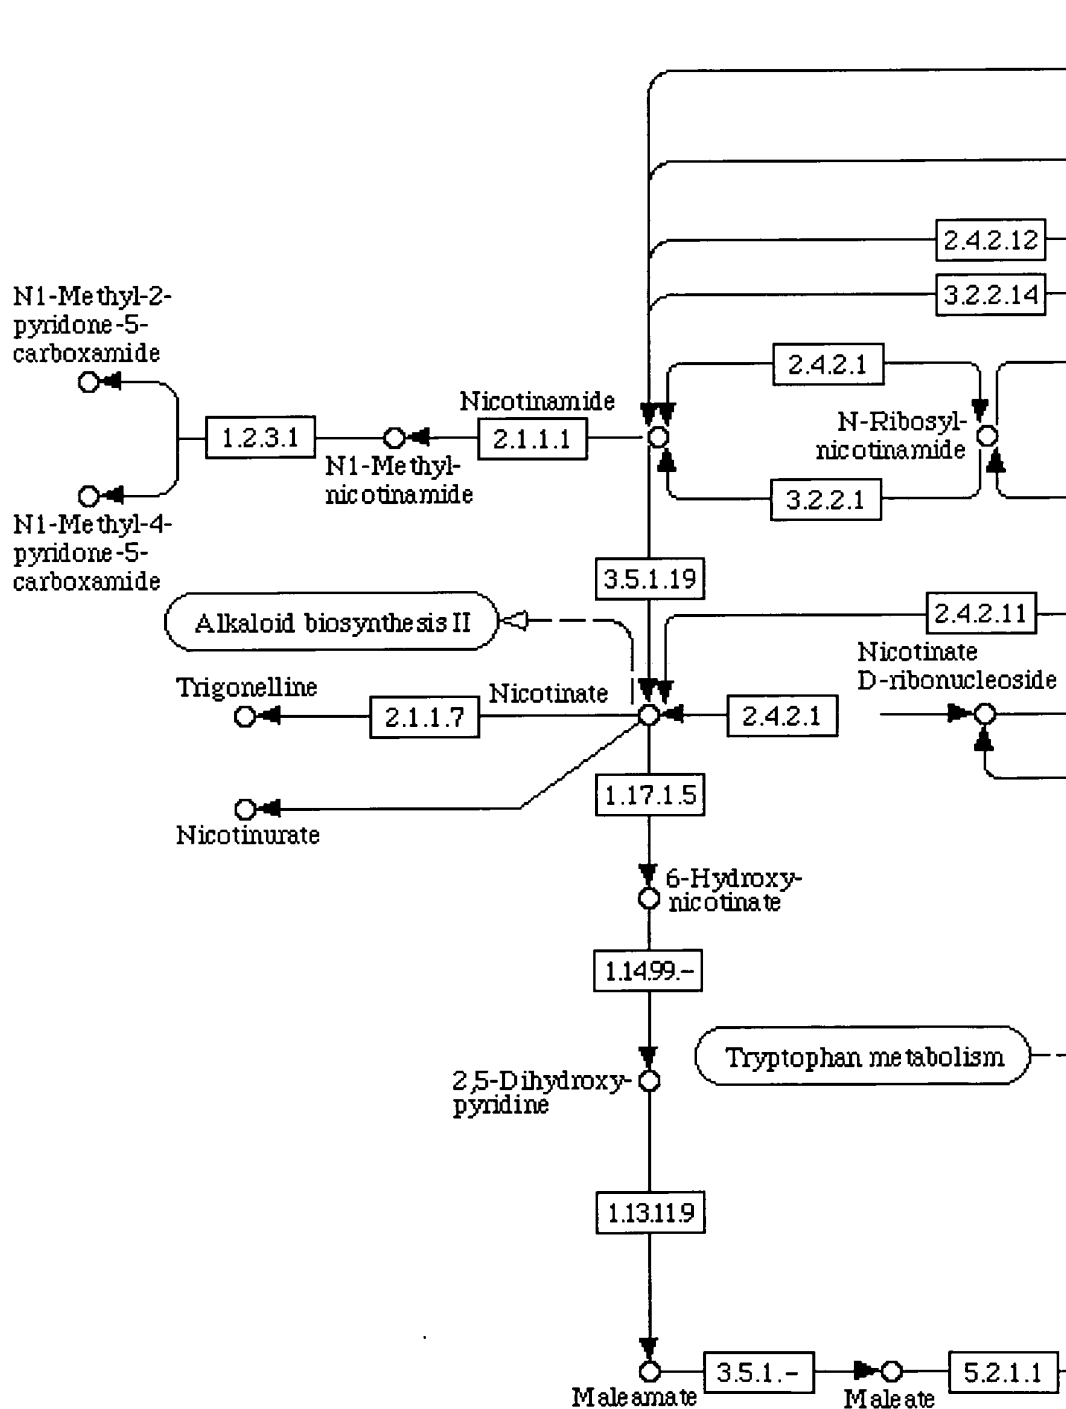 2.4.2.12
N1-Methyl-2-
pyridone-5-
carboxamide
3.2.2.14
2.4.2.1
Nicotinamide
N-Ribosyl-
nicotinamide
1.2.3.1
2.1.1.1
N1-Methyl-
nicotinamide
3.2.2.1
N1-Methyl-4-
pyridone-5-
carboxamide
3.5.1.19
Alkaloid biosynthesis II
2.4.2.11
Nicotinate
D-ribonucleoside
Trigonelline
Nicotinate
2.1.1.7
2.4.2.1
1.17.1.5
Nicotinurate
6-Hydroxy-
nicotinate
1.14.99.-
Tryptophan metabolism
2,5-Dihydroxy-
pyridine
1.13.11.9
3.5.1.-
5.2.1.1
Maleamate
Maleate